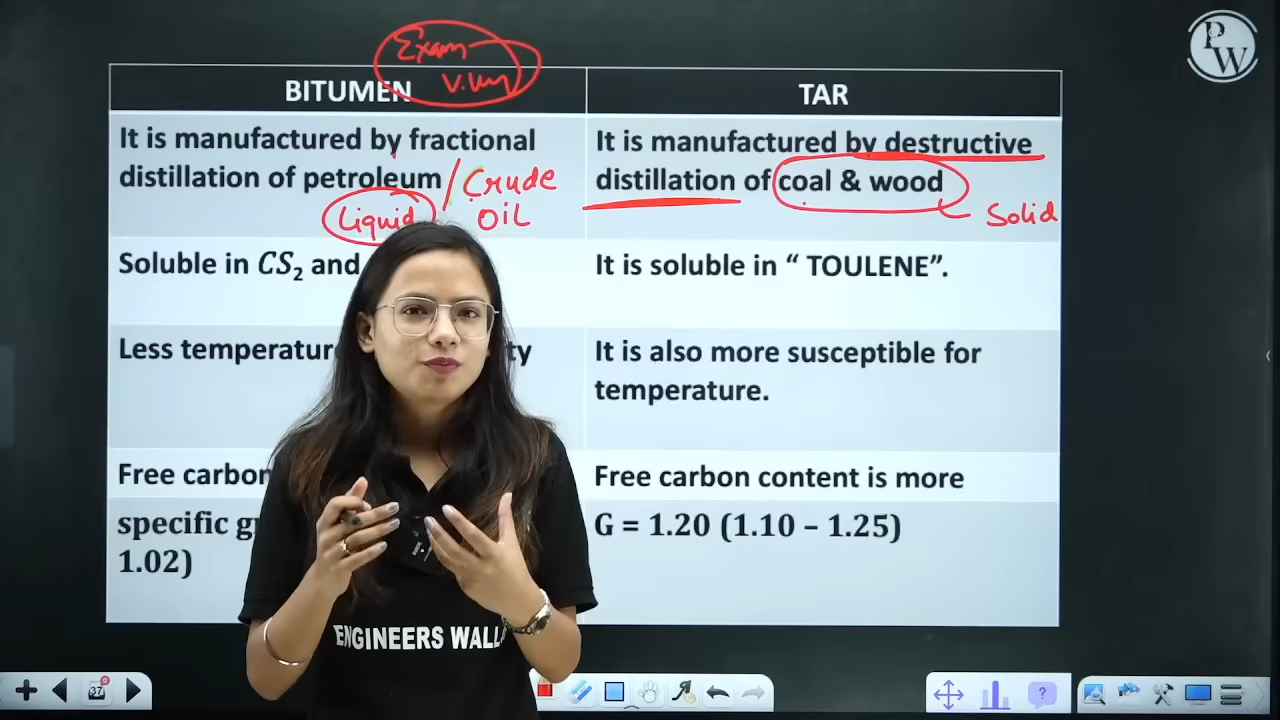 PW
Exam
V. Imp
BITUMEN
TAR
It is manufactured by fractional
distillation of petroleum / Crude
Liquid
OIL
It is manufactured by destructive
distillation of coal & wood
Solid
Soluble in CS₂ and
It is soluble in “ TOULENE”.
Less temperatur
ty
It is also more susceptible for
temperature.
Free carbon
Free carbon content is more
specific g
1.02)
G = 1.20 (1.10 – 1.25)
ENGINEERS WALL
37